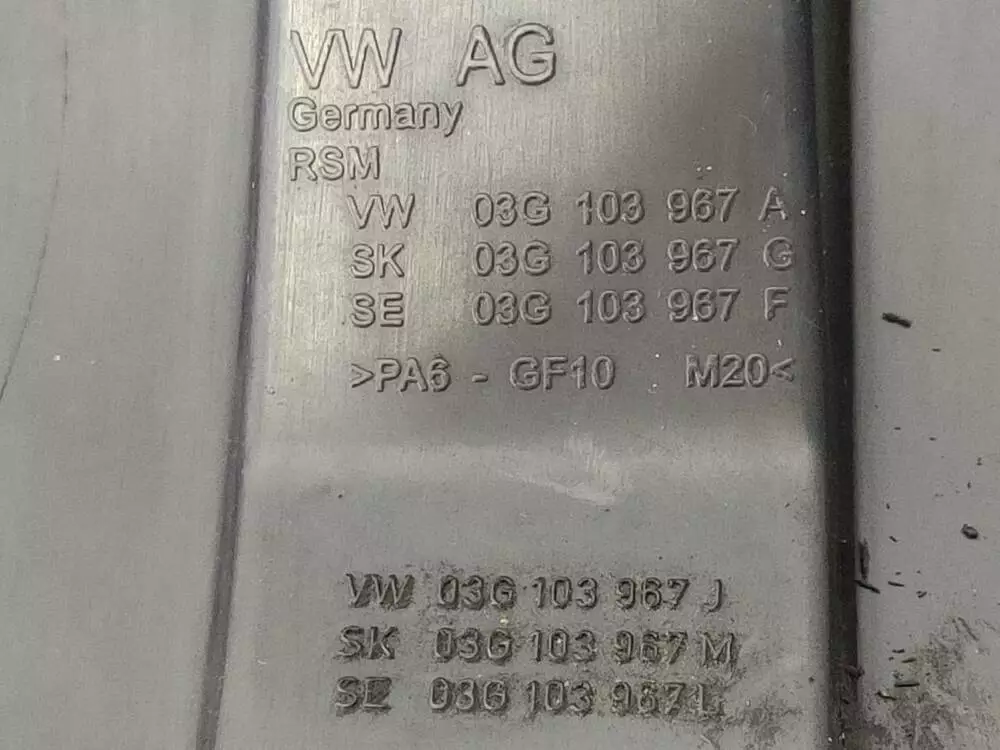 VW AG
Germany
RSM
VW 03G 103 967 A
SK 03G 103 967 G
SE 03G 103 967 F
>PA6 - GF10 M20<
VW 03G 103 967 J
SK 03G 103 967 M
SE 03G 103 967 L